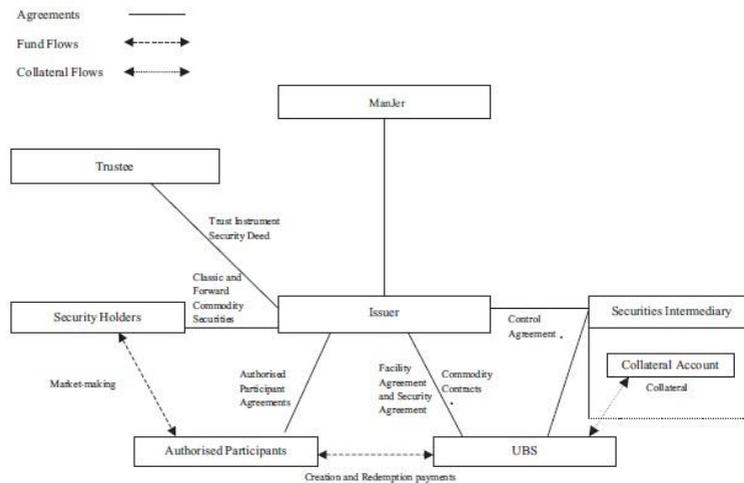 Agreements
Fund Flows
Collateral Flows
ManJer
Trustee
Trust Instrument
Security Deed
Classic and
Forward
Commodity
Securities
Security Holders
Issuer
Securities Intermediary
Control
Agreement
Collateral Account
Collateral
Market-making
Authorised
Participant
Agreements
Facility
Agreement
and Security
Agreement
Commodity
Contracts
Authorised Participants
UBS
Creation and Redemption payments